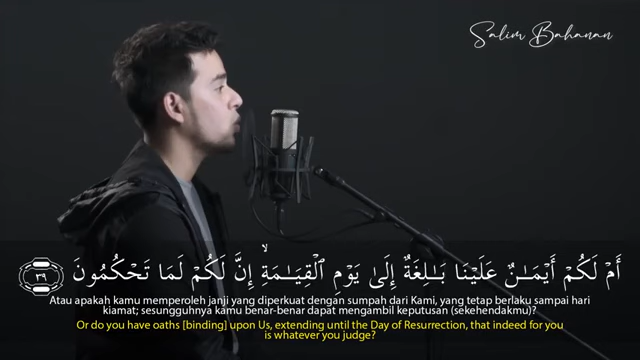 Salim Bahanan
أَمْ لَكُمْ أَيْمَـٰنٌ عَلَيْنَا بَـٰلِغَةٌ إِلَىٰ يَوْمِ ٱلْقِيَـٰمَةِ ۙ إِنَّ لَكُمْ لَمَا تَحْكُمُونَ ٣٩
Atau apakah kamu memperoleh janji yang diperkuat dengan sumpah dari Kami, yang tetap berlaku sampai hari
kiamat; sesungguhnya kamu benar-benar dapat mengambil keputusan (sekehendakmu)?
Or do you have oaths [binding] upon Us, extending until the Day of Resurrection, that indeed for you
is whatever you judge?